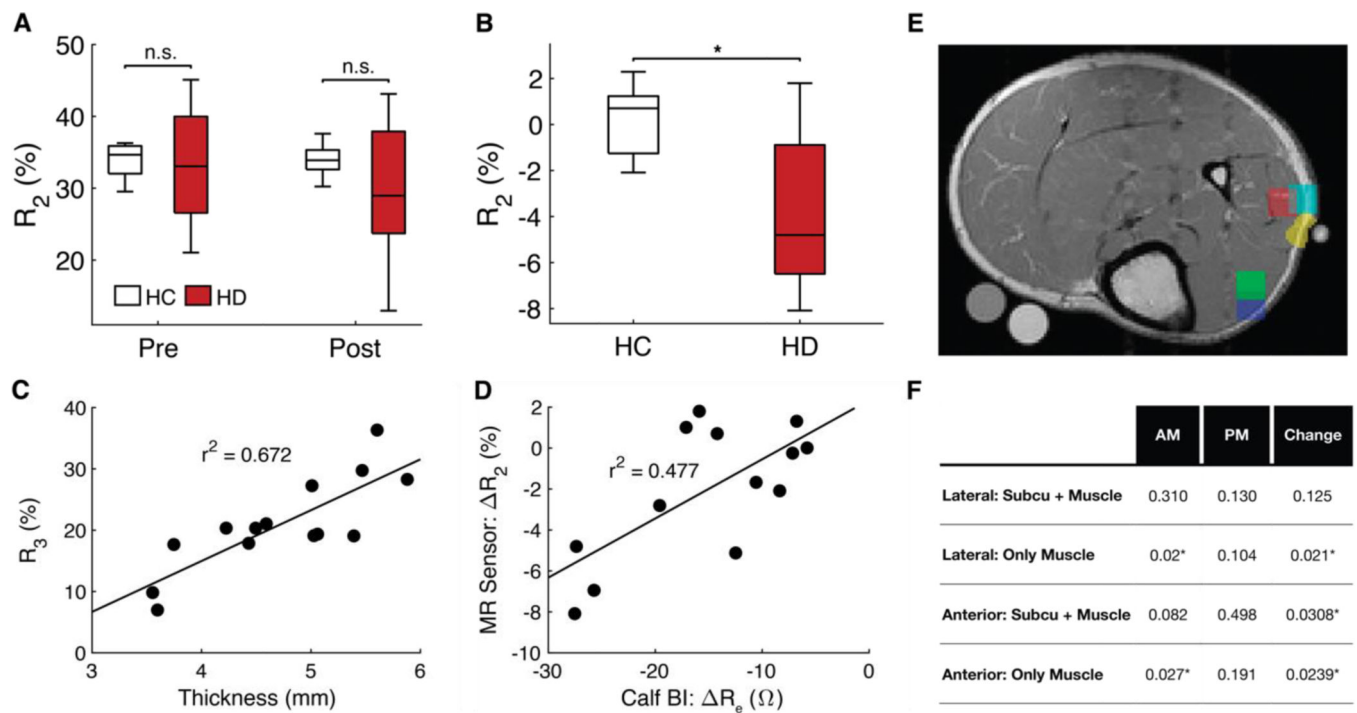 A
50
40
30
20
R2 (%)
n.s.
n.s.
HC HD
Pre Post
B
2
0
-2
-4
-6
-8
R2 (%)
*
HC HD
E
C
40
30
20
10
0
R3 (%)
r2 = 0.672
3 4 5 6
Thickness (mm)
D
2
0
-2
-4
-6
-8
-10
MR Sensor: ΔR2 (%)
r2 = 0.477
-30 -20 -10 0
Calf BI: ΔRe (Ω)
F
AM PM Change
Lateral: Subcu + Muscle 0.310 0.130 0.125
Lateral: Only Muscle 0.02* 0.104 0.021*
Anterior: Subcu + Muscle 0.082 0.498 0.0308*
Anterior: Only Muscle 0.027* 0.191 0.0239*